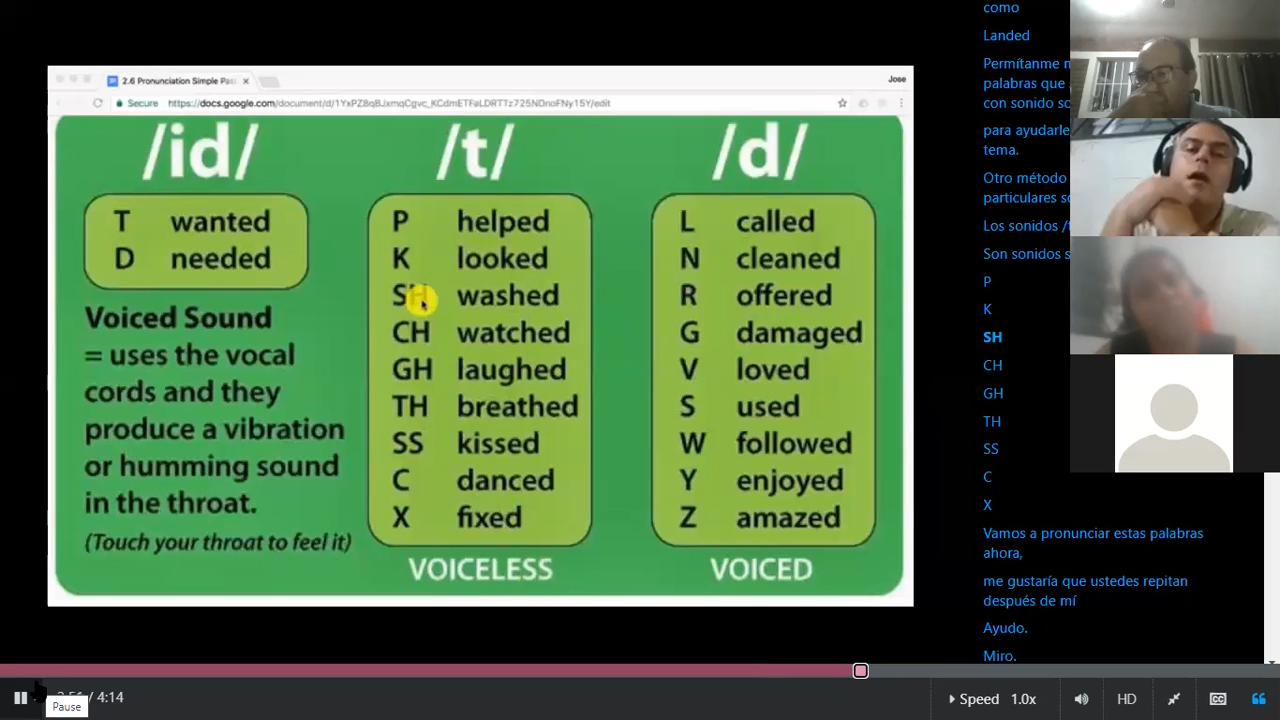 2.6 Pronunciation Simple Pas
Jose
Secure
https://docs.google.com/document/d/1YxPZ8qBJxmqCgvc_KCdmETFaLDRTTz725NDnoFNy15Y/edit
/id/
T wanted
D needed
Voiced Sound
= uses the vocal
cords and they
produce a vibration
or humming sound
in the throat.
(Touch your throat to feel it)
/t/
P helped
K looked
SH washed
CH watched
GH laughed
TH breathed
SS kissed
C danced
X fixed
VOICELESS
/d/
L called
N cleaned
R offered
G damaged
V loved
S used
W followed
Y enjoyed
Z amazed
VOICED
como
Landed
Permítanme
palabras que
con sonido
para ayudarle
tema.
Otro método
particulares
Los sonidos
Son sonidos
P
K
SH
CH
GH
TH
SS
C
X
Vamos a pronunciar estas palabras
ahora,
me gustaría que ustedes repitan
después de mí
Ayudo.
Miro.
/ 4:14
Pause
Speed 1.0x
HD
CC